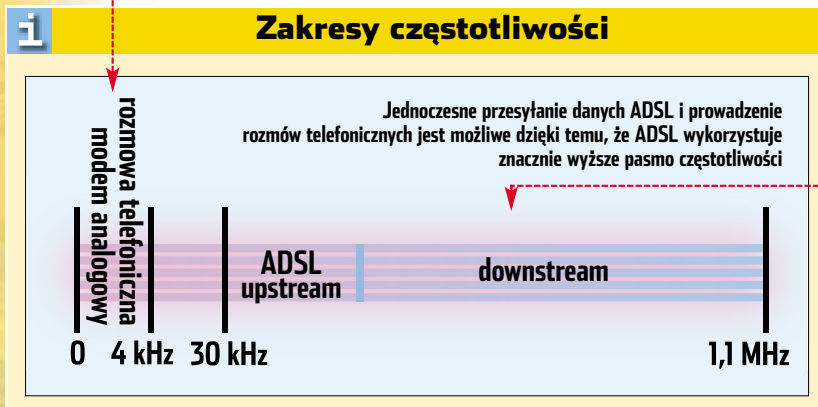 i
Zakresy częstotliwości
Jednoczesne przesyłanie danych ADSL i prowadzenie
rozmów telefonicznych jest możliwe dzięki temu, że ADSL wykorzystuje
znacznie wyższe pasmo częstotliwości
rozmowa telefoniczna
modem analogowy
ADSL
upstream
downstream
0
4 kHz
30 kHz
1,1 MHz